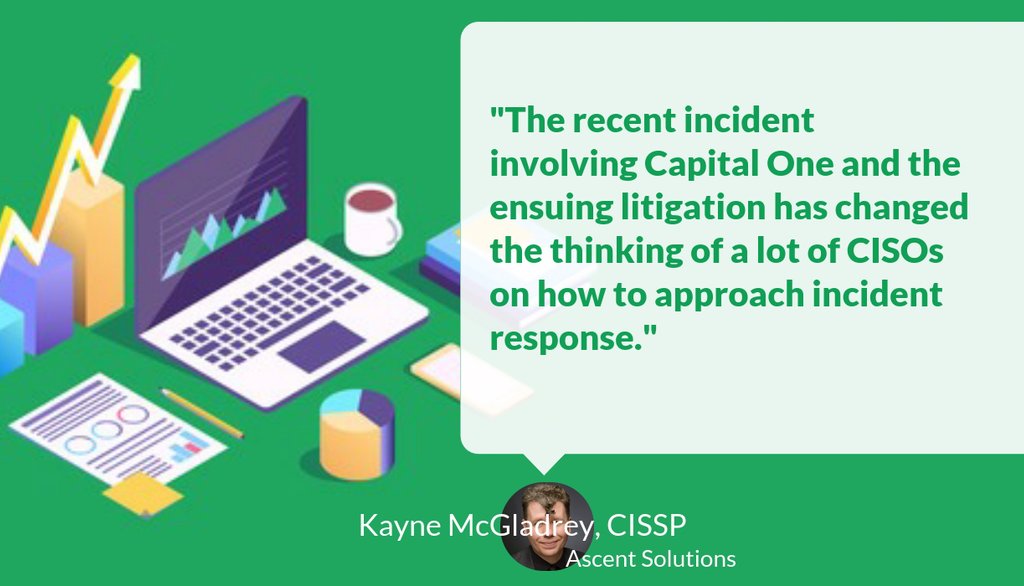 "The recent incident
involving Capital One and the
ensuing litigation has changed
the thinking of a lot of CISOs
on how to approach incident
response."
Kayne McGladrey, CISSP
Ascent Solutions